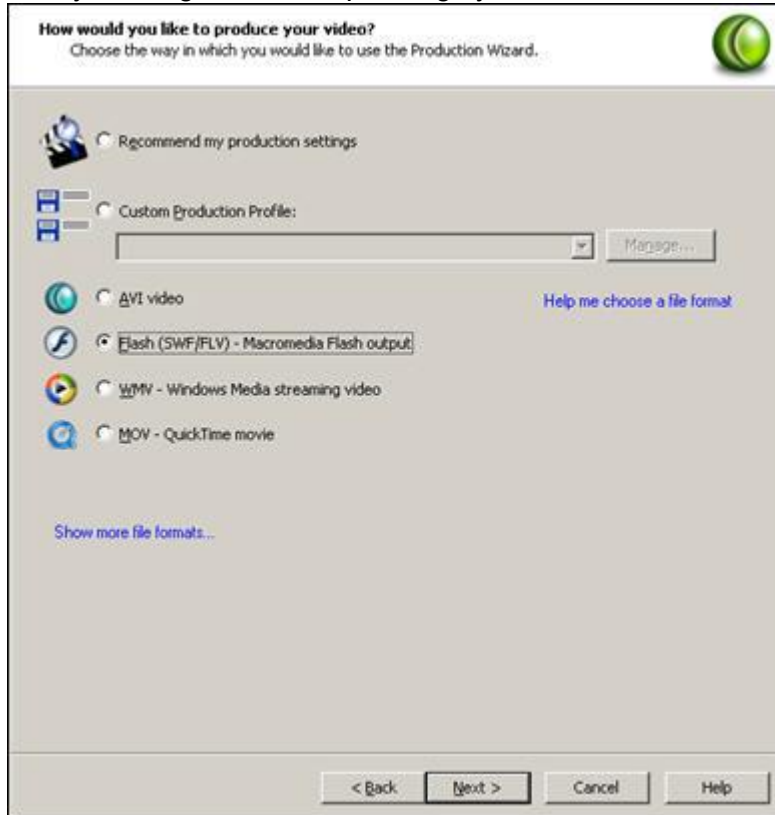 How would you like to produce your video?
Choose the way in which you would like to use the Production Wizard.
Recommend my production settings
Custom Production Profile:
Manage...
AVI video
Help me choose a file format
Flash (SWF/FLV) - Macromedia Flash output
WMV - Windows Media streaming video
MOV - QuickTime movie
Show more file formats...
< Back
Next >
Cancel
Help